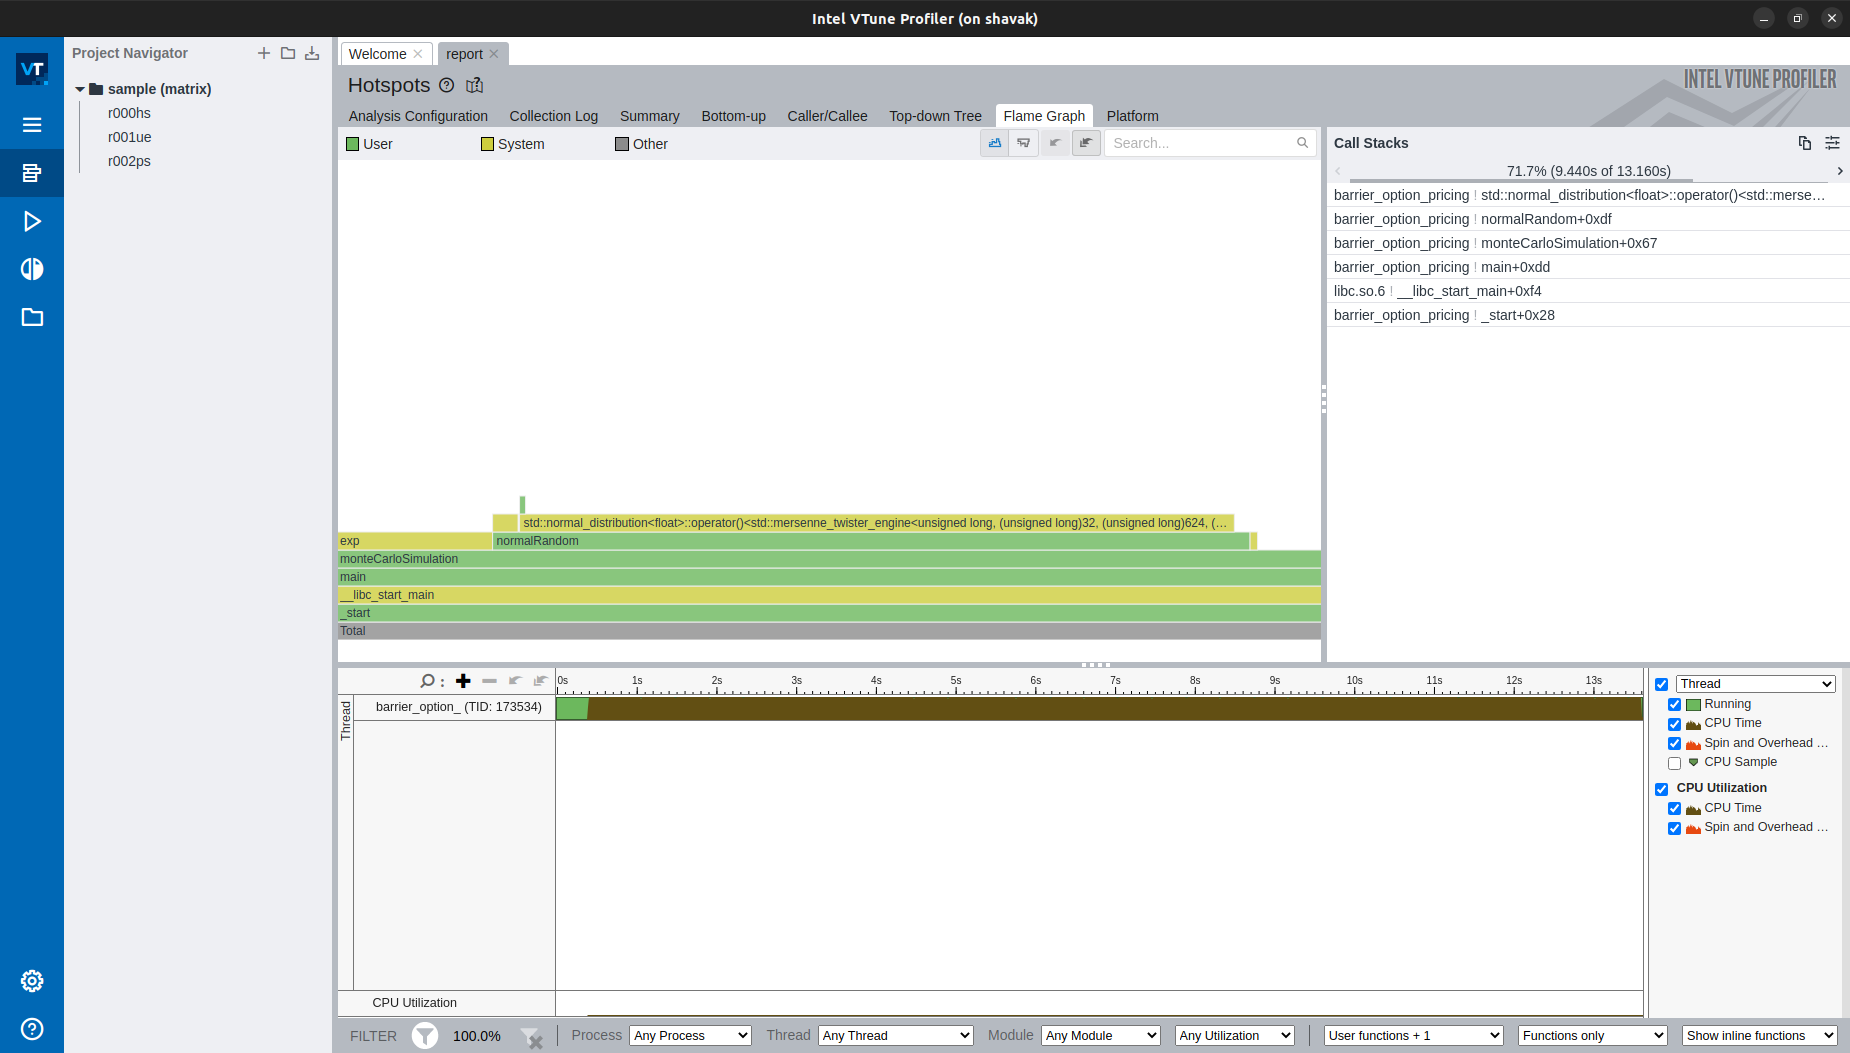 Intel VTune Profiler (on shavak)
VT
Project Navigator
sample (matrix)
r000hs
r001ue
r002ps
Welcome
report
Hotspots
INTEL VTUNE PROFILER
Analysis Configuration Collection Log Summary Bottom-up Caller/Callee Top-down Tree Flame Graph Platform
User System Other
Search...
std::normal_distribution<float>::operator()<std::mersenne_twister_engine<unsigned long, (unsigned long)32, (unsigned long)624, (...
exp normalRandom
monteCarloSimulation
main
__libc_start_main
_start
Total
Call Stacks
71.7% (9.440s of 13.160s)
barrier_option_pricing ! std::normal_distribution<float>::operator()<std::merse...
barrier_option_pricing ! normalRandom+0xdf
barrier_option_pricing ! monteCarloSimulation+0x67
barrier_option_pricing ! main+0xdd
libc.so.6 ! __libc_start_main+0xf4
barrier_option_pricing ! _start+0x28
0s 1s 2s 3s 4s 5s 6s 7s 8s 9s 10s 11s 12s 13s
Thread
barrier_option_ (TID: 173534)
CPU Utilization
Thread
Running
CPU Time
Spin and Overhead ...
CPU Sample
CPU Utilization
CPU Time
Spin and Overhead ...
FILTER 100.0% Process Any Process Thread Any Thread Module Any Module Any Utilization User functions + 1 Functions only Show inline functions